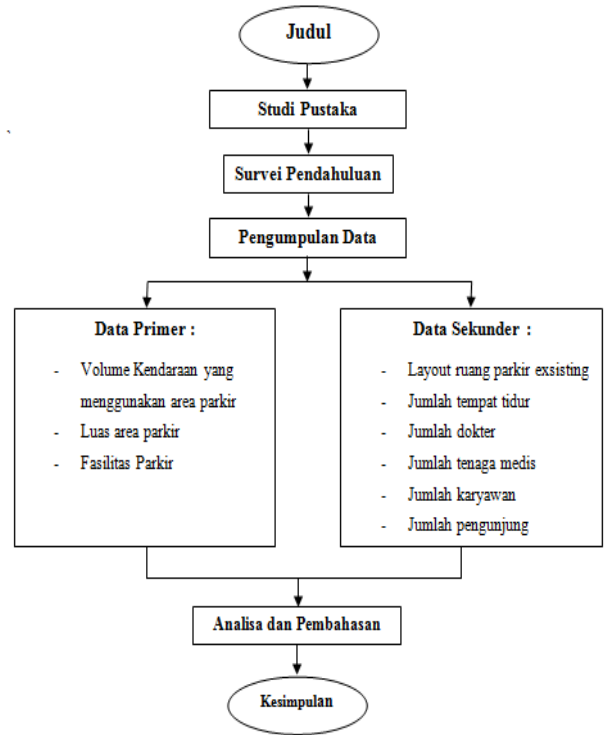 Judul
Studi Pustaka
Survei Pendahuluan
Pengumpulan Data
Data Primer :
- Volume Kendaraan yang
menggunakan area parkir
- Luas area parkir
- Fasilitas Parkir
Data Sekunder :
- Layout ruang parkir exsisting
- Jumlah tempat tidur
- Jumlah dokter
- Jumlah tenaga medis
- Jumlah karyawan
- Jumlah pengunjung
Analisa dan Pembahasan
Kesimpulan